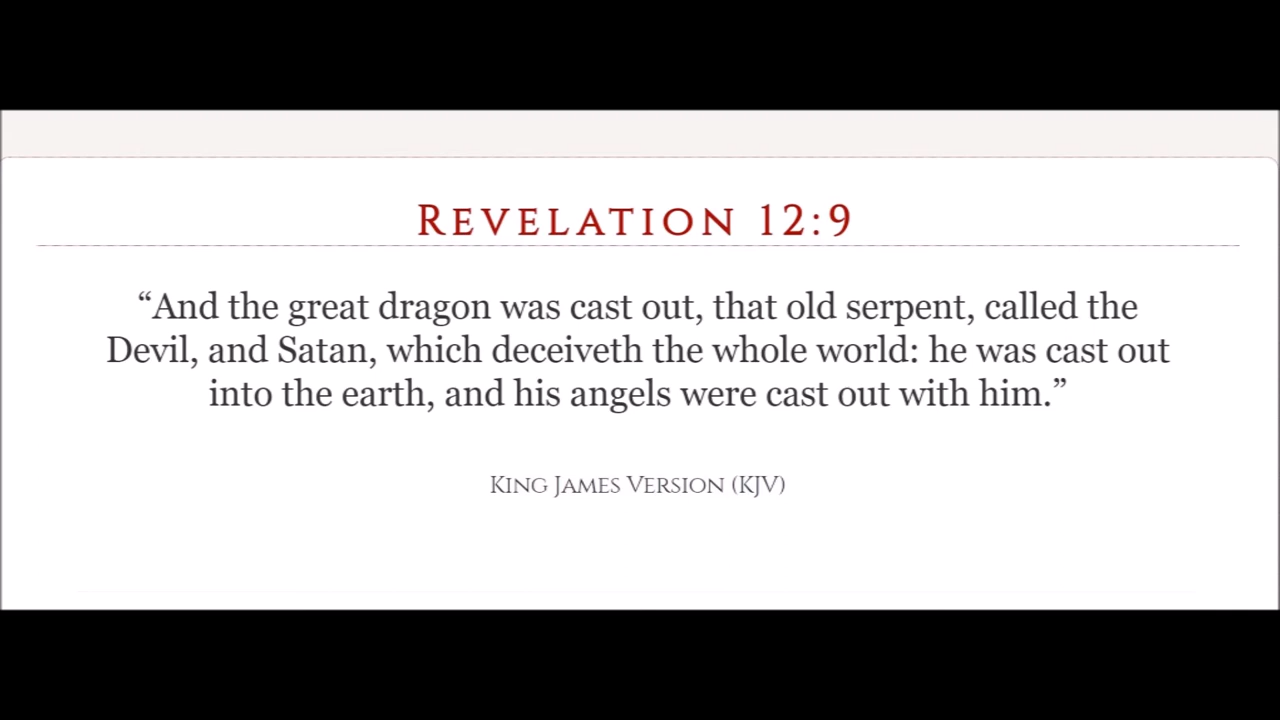 Revelation 12:9
“And the great dragon was cast out, that old serpent, called the
Devil, and Satan, which deceiveth the whole world: he was cast out
into the earth, and his angels were cast out with him.”
King James Version (KJV)